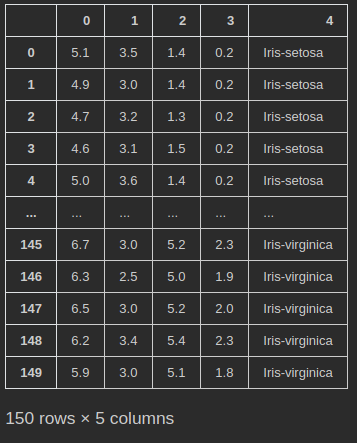 0 1 2 3 4
0 5.1 3.5 1.4 0.2 Iris-setosa
1 4.9 3.0 1.4 0.2 Iris-setosa
2 4.7 3.2 1.3 0.2 Iris-setosa
3 4.6 3.1 1.5 0.2 Iris-setosa
4 5.0 3.6 1.4 0.2 Iris-setosa
... ... ... ... ... ...
145 6.7 3.0 5.2 2.3 Iris-virginica
146 6.3 2.5 5.0 1.9 Iris-virginica
147 6.5 3.0 5.2 2.0 Iris-virginica
148 6.2 3.4 5.4 2.3 Iris-virginica
149 5.9 3.0 5.1 1.8 Iris-virginica
150 rows × 5 columns